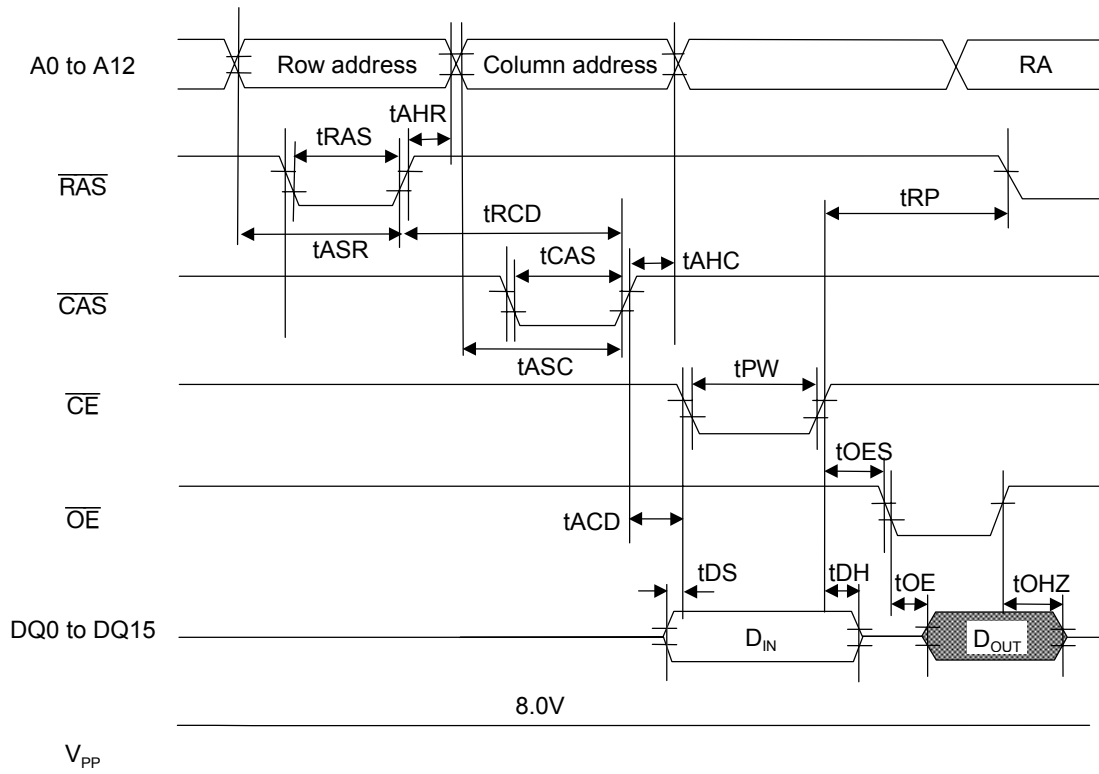 A0 to A12
Row address
Column address
RA
tAHR
tRAS
RAS
tRP
tRCD
tASR
tCAS
tAHC
CAS
tASC
tPW
CE
tOES
OE
tACD
tDS
tDH
tOE
tOHZ
DQ0 to DQ15
DIN
DOUT
8.0V
VPP